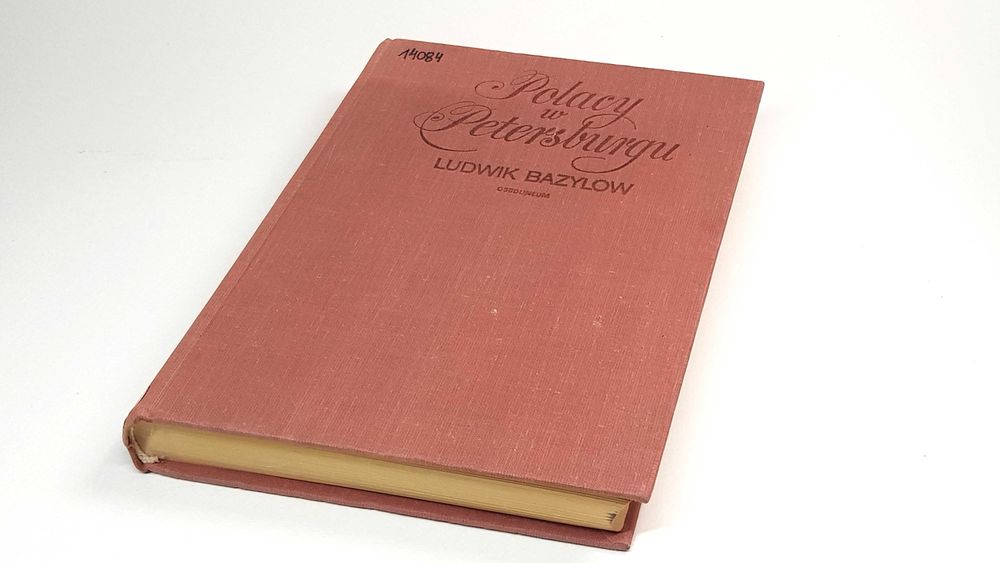 14084
Polacy
w
Petersburgu
LUDWIK BAZYLOW
OSSOLINEUM